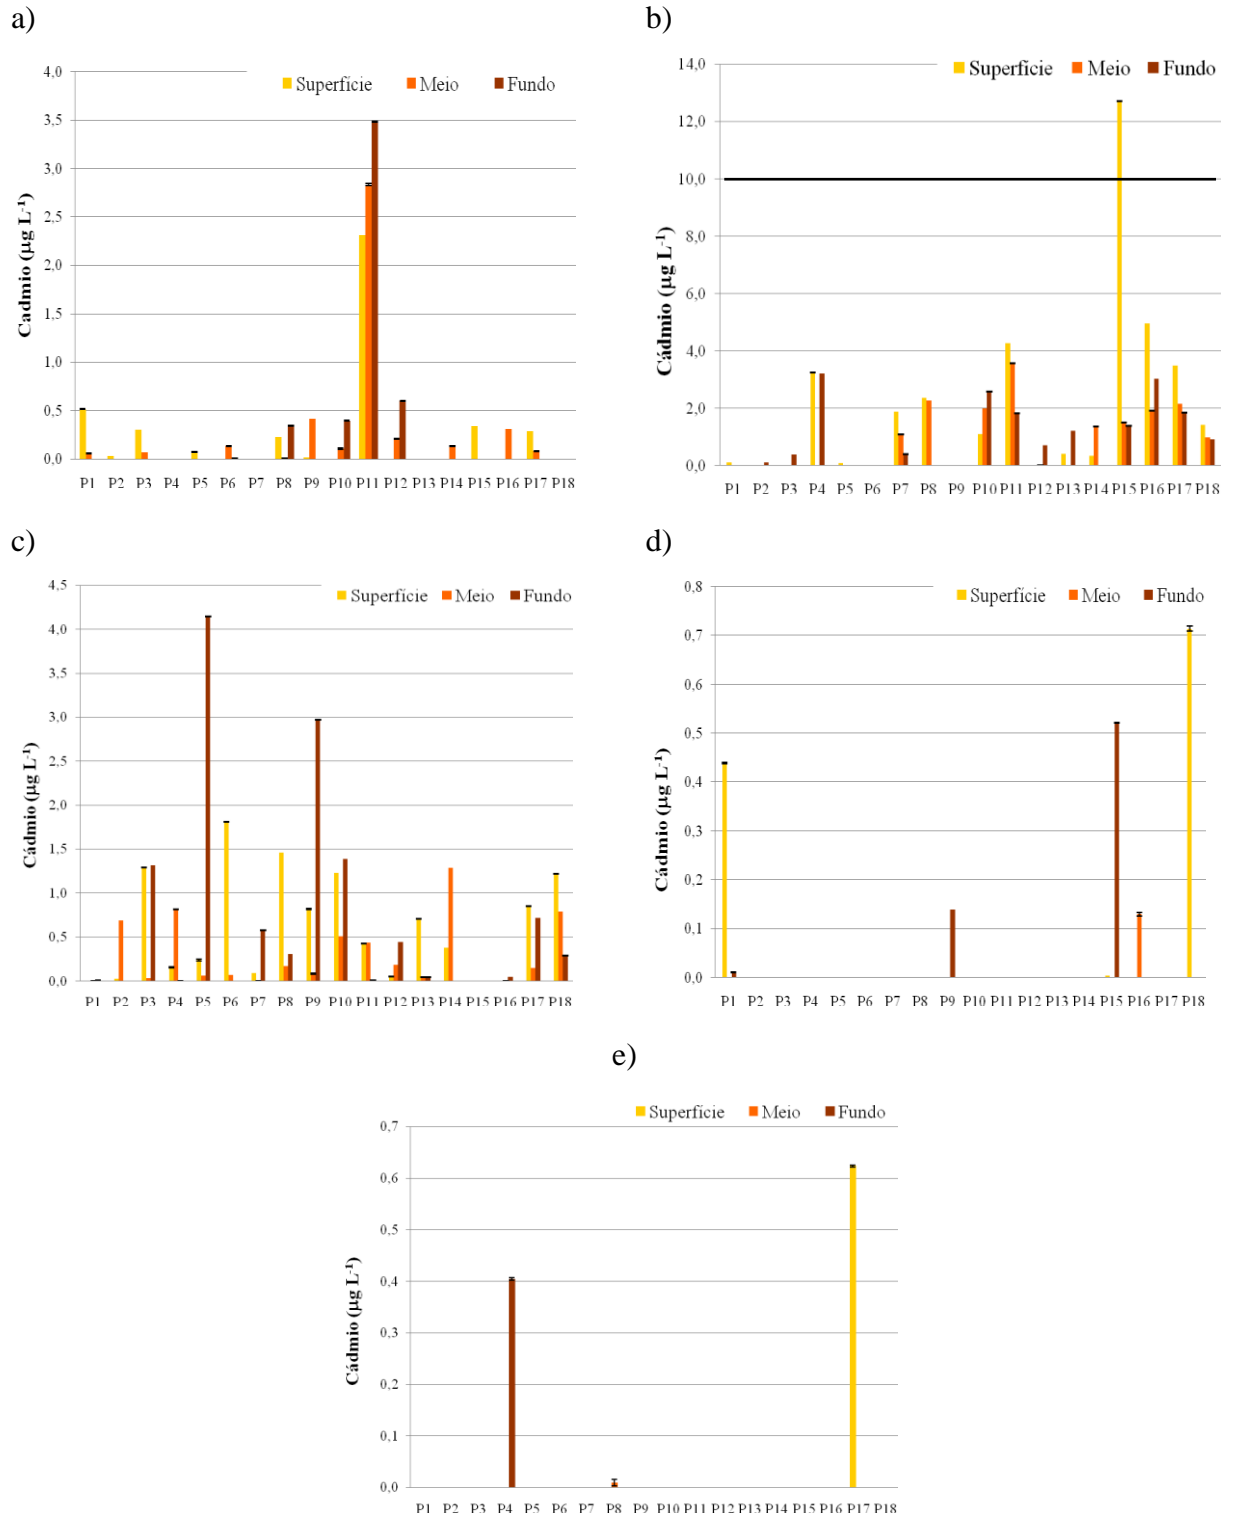 a)
4,0
Superfície Meio Fundo
3,5
3,0
2,5
2,0
1,5
1,0
0,5
0,0
Cadmio (µg L-1)
P1 P2 P3 P4 P5 P6 P7 P8 P9 P10 P11 P12 P13 P14 P15 P16 P17 P18
b)
14,0
Superfície Meio Fundo
12,0
10,0
8,0
6,0
4,0
2,0
0,0
Cádmio (µg L-1)
P1 P2 P3 P4 P5 P6 P7 P8 P9 P10 P11 P12 P13 P14 P15 P16 P17 P18
c)
4,5
Superfície Meio Fundo
4,0
3,5
3,0
2,5
2,0
1,5
1,0
0,5
0,0
Cádmio (µg L-1)
P1 P2 P3 P4 P5 P6 P7 P8 P9 P10 P11 P12 P13 P14 P15 P16 P17 P18
d)
0,8
Superfície Meio Fundo
0,7
0,6
0,5
0,4
0,3
0,2
0,1
0,0
Cádmio (µg L-1)
P1 P2 P3 P4 P5 P6 P7 P8 P9 P10 P11 P12 P13 P14 P15 P16 P17 P18
e)
Superfície Meio Fundo
0,7
0,6
0,5
0,4
0,3
0,2
0,1
0,0
Cádmio (µg L-1)
P1 P2 P3 P4 P5 P6 P7 P8 P9 P10 P11 P12 P13 P14 P15 P16 P17 P18